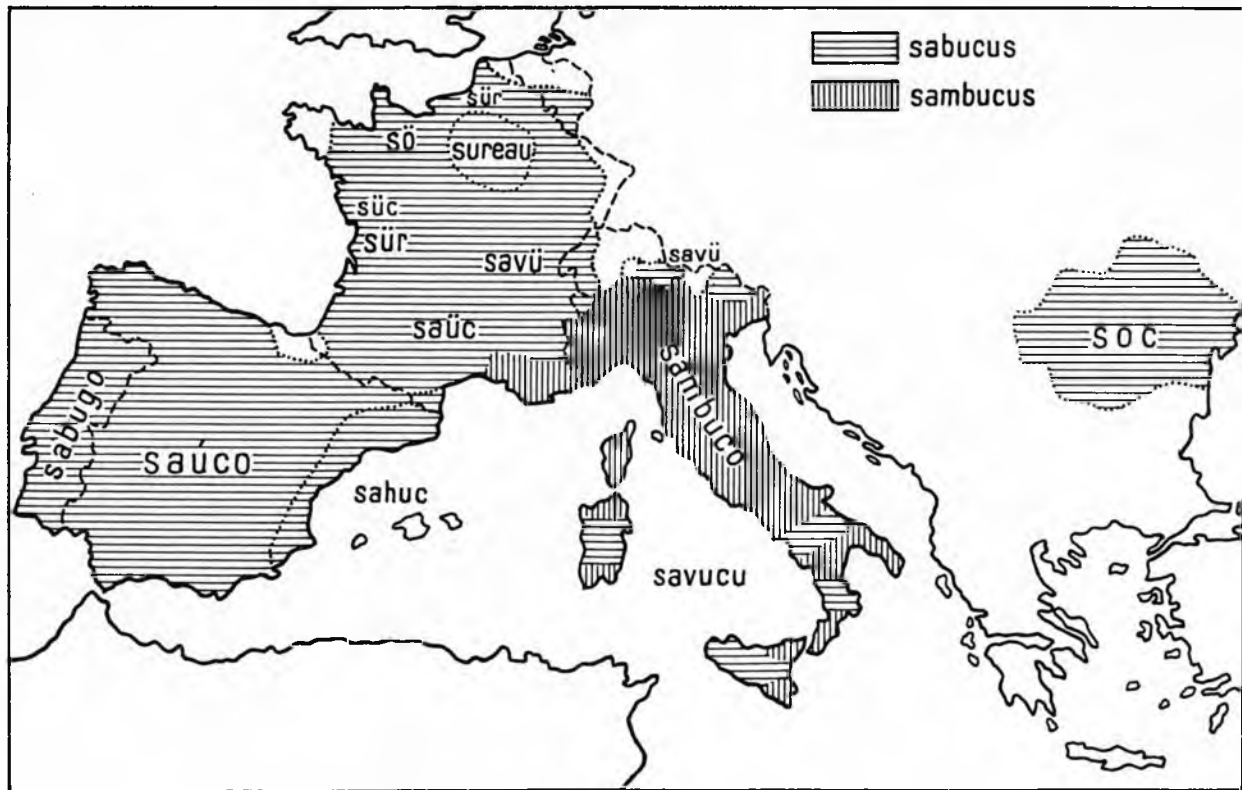 sabucus
sambucus
sür
sö
sureau
süc
sür
savü
savü
saüc
sabugo
saúco
sahuc
sambuco
savucu
soc